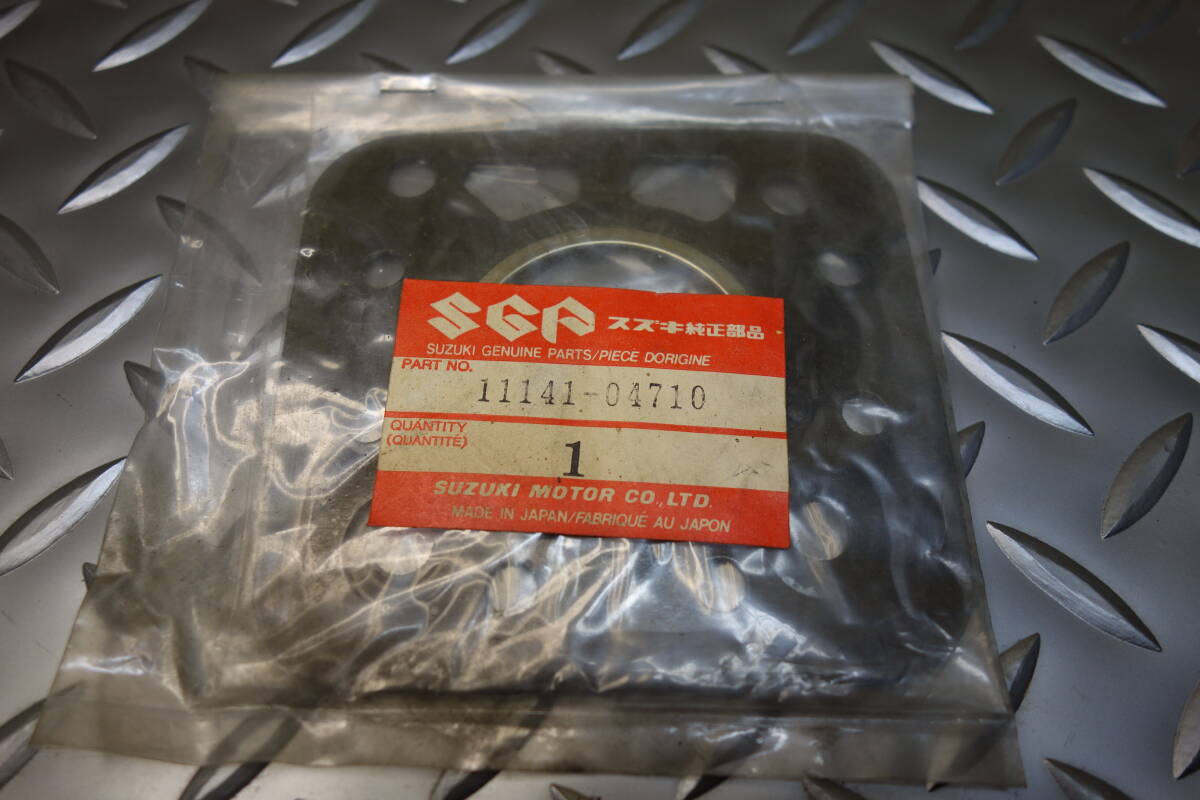 SGP スズキ純正部品
SUZUKI GENUINE PARTS/PIECE DORIGINE
PART NO.
11141-04710
QUANTITY
(QUANTITÉ)
1
SUZUKI MOTOR CO.,LTD.
MADE IN JAPAN/FABRIQUÉ AU JAPON